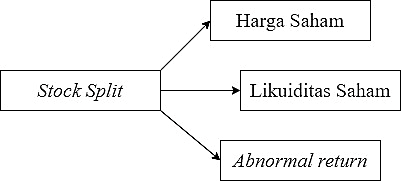 Harga Saham
Stock Split
Likuiditas Saham
Abnormal return